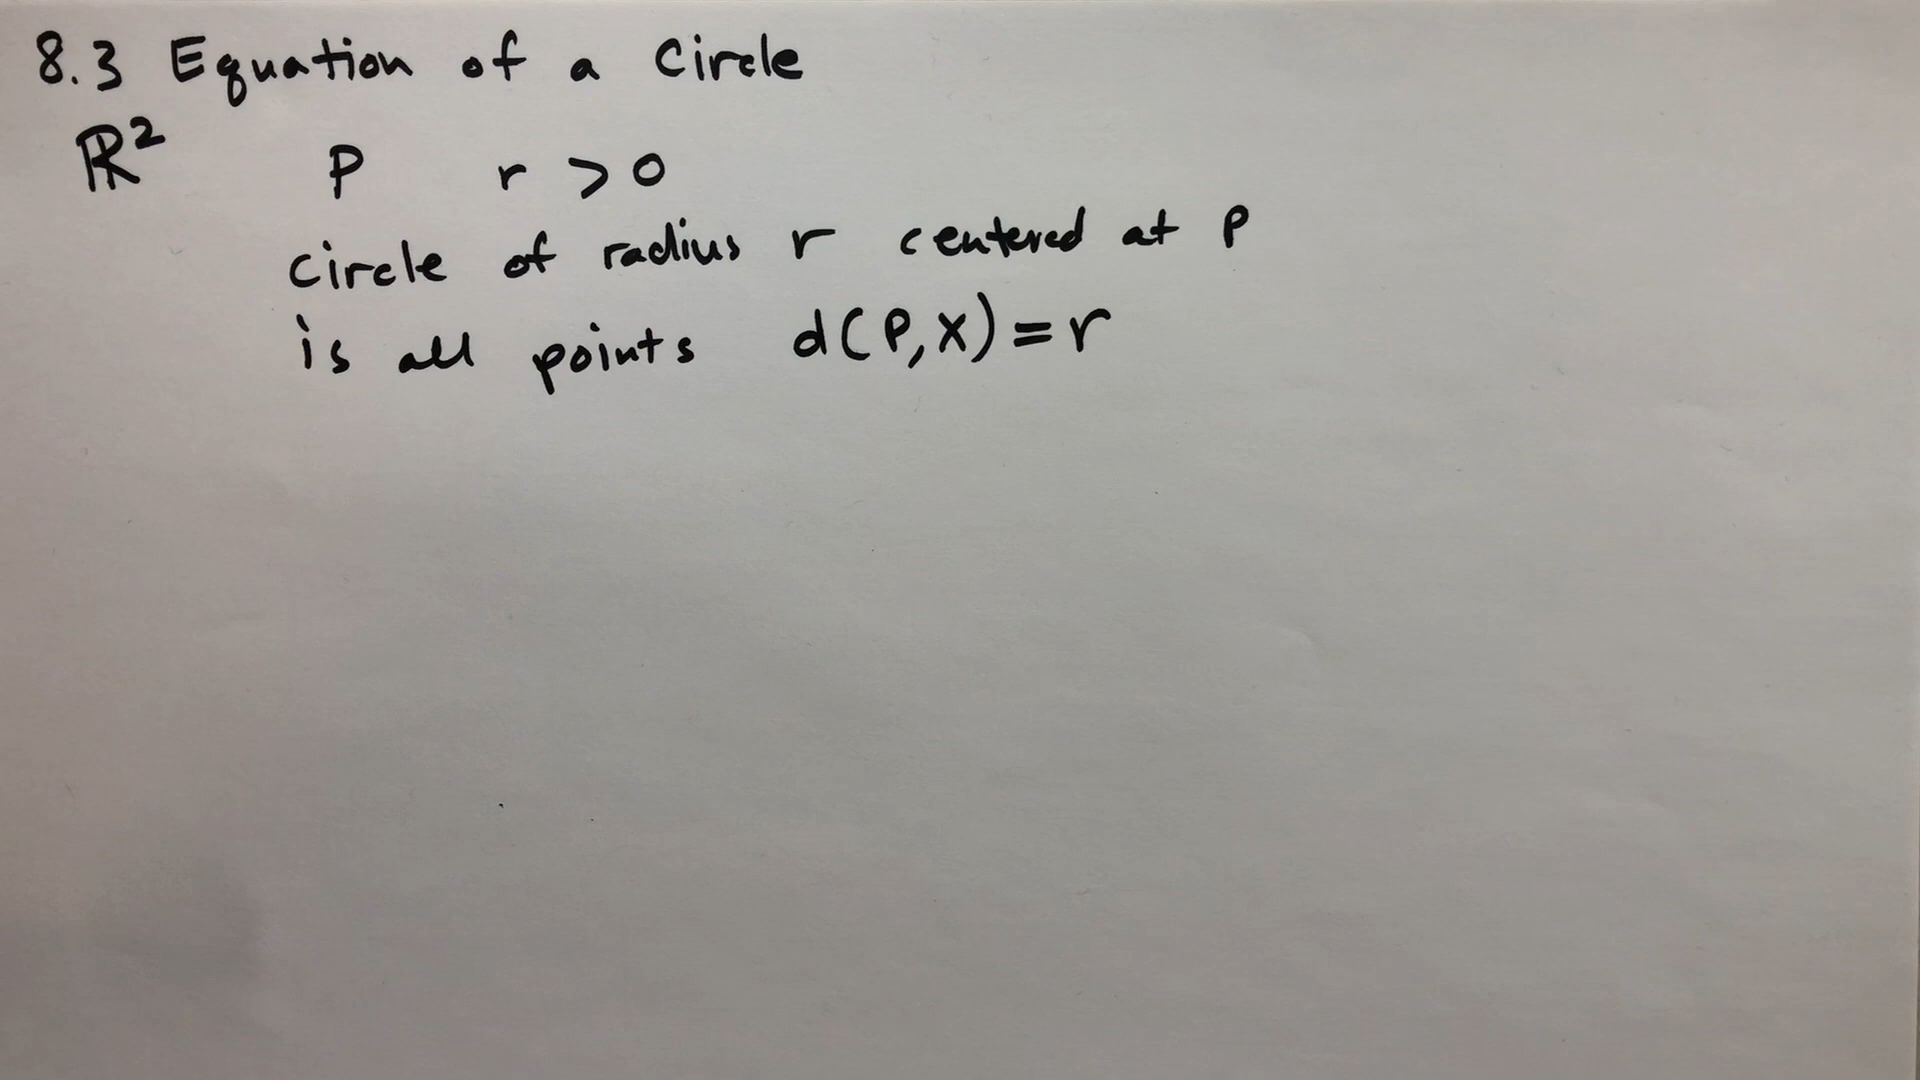 8.3 Equation of a Circle
ℝ² P r > 0
circle of radius r centered at P
is all points d(P,X)=r